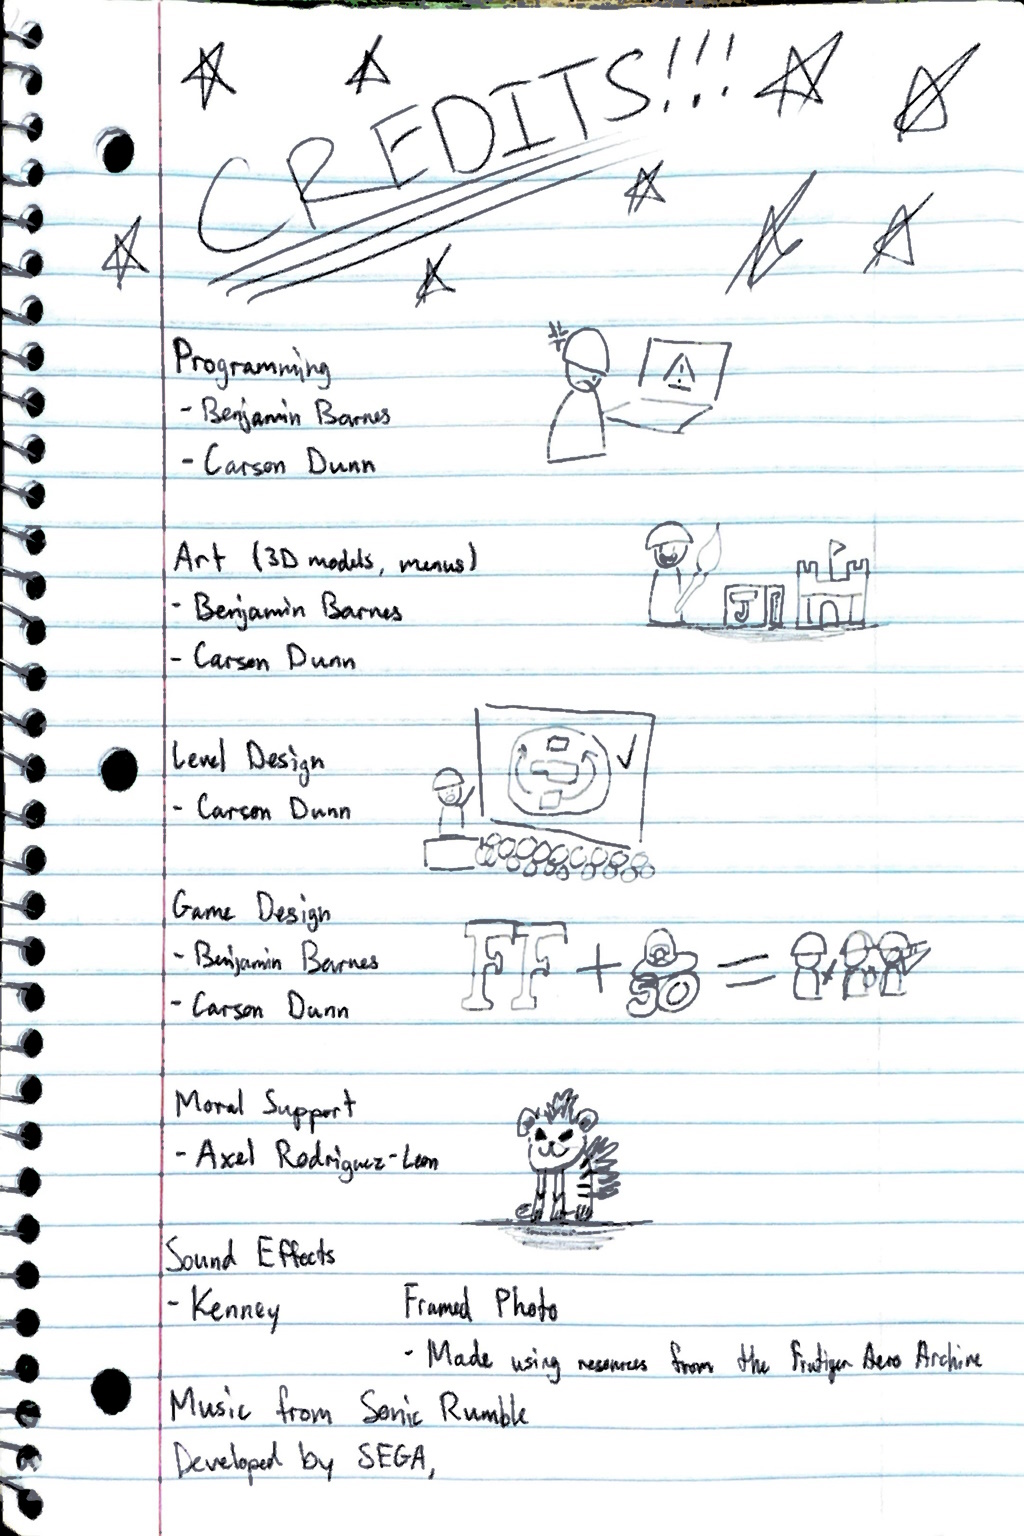 CREDITS!!!
Programming
- Benjamin Barnes
- Carson Dunn
Art (3D models, menus)
- Benjamin Barnes
- Carson Dunn
JI
Level Design
- Carson Dunn
Game Design
- Benjamin Barnes
- Carson Dunn
FF + 50 =
Moral Support
- Axel Rodriguez-Leon
Sound Effects
- Kenney
Framed Photo
- Made using resources from the Frutiger Aero Archive
Music from Sonic Rumble
Developed by SEGA,